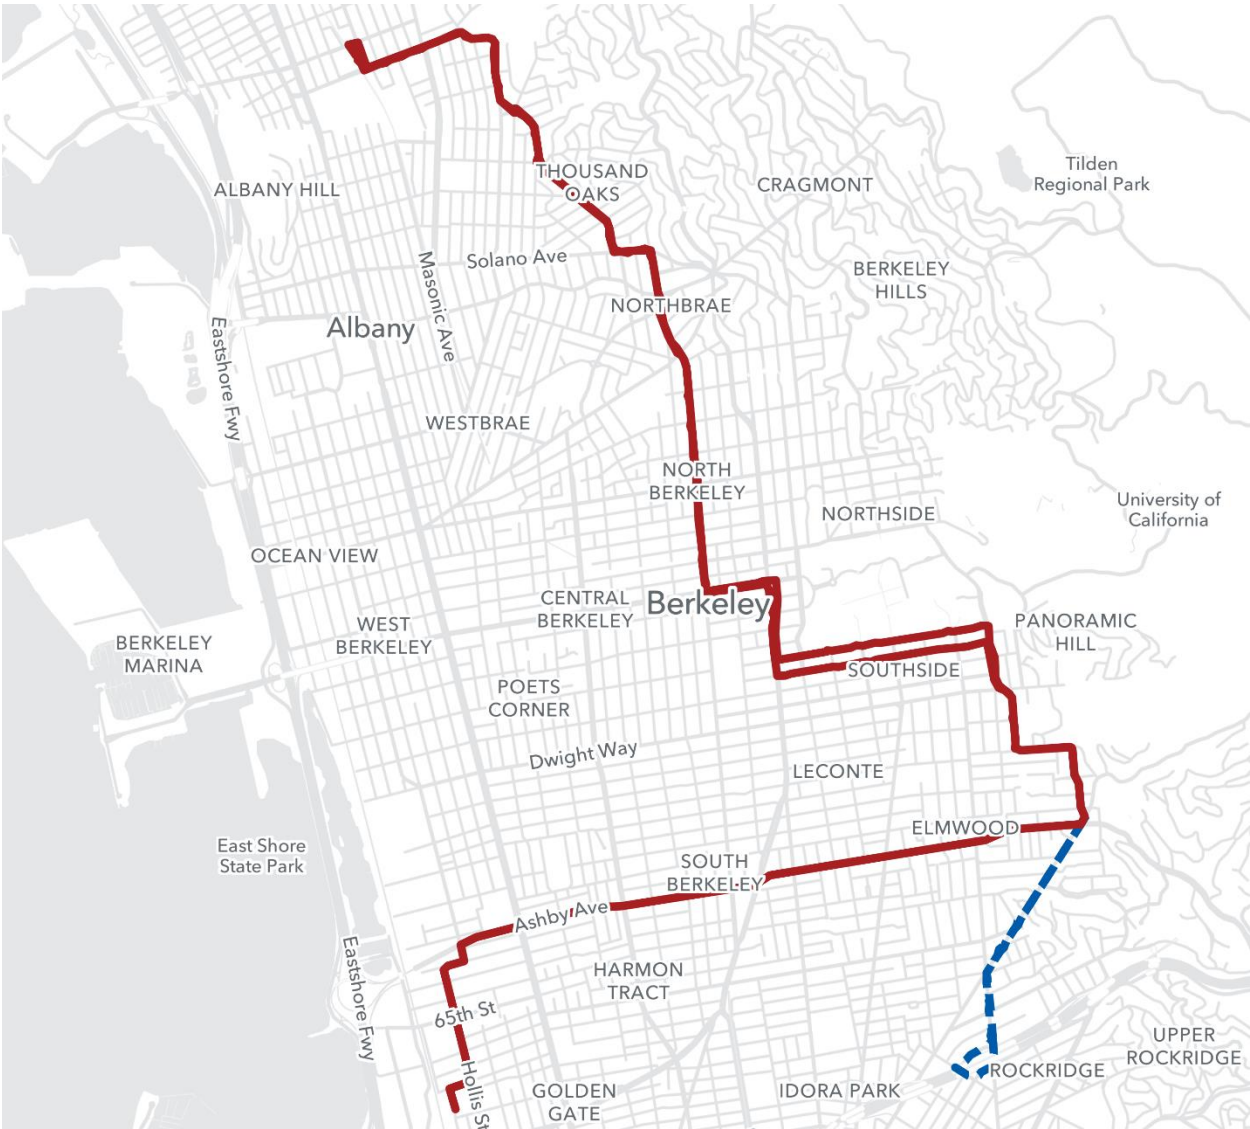 THOUSAND
OAKS
Tilden
Regional Park
CRAGMONT
ALBANY HILL
Solano Ave
BERKELEY
HILLS
Masonic Ave
NORTHBRAE
Albany
Eastshore Fwy
WESTBRAE
NORTH
BERKELEY
University of
California
NORTHSIDE
OCEAN VIEW
CENTRAL
BERKELEY
Berkeley
WEST
BERKELEY
PANORAMIC
HILL
BERKELEY
MARINA
SOUTHSIDE
POETS
CORNER
Dwight Way
LECONTE
ELMWOOD
East Shore
State Park
SOUTH
BERKELEY
Ashby Ave
HARMON
TRACT
Eastshore Fwy
65th St
UPPER
ROCKRIDGE
ROCKRIDGE
Hollis St
GOLDEN
GATE
IDORA PARK